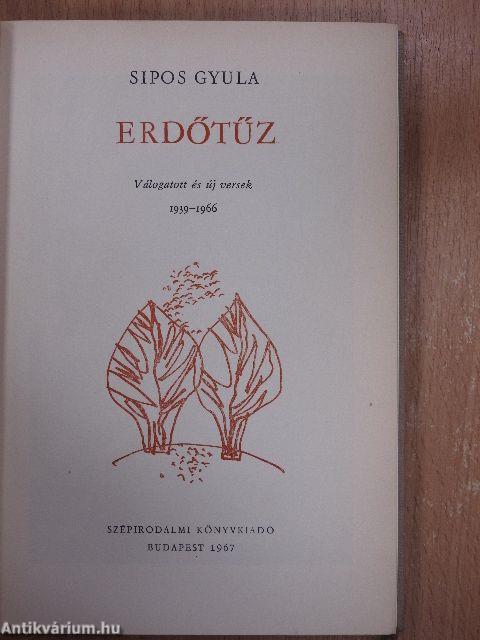 SIPOS GYULA
ERDŐTŰZ
Válogatott és új versek
1939–1966
SZÉPIRODALMI KÖNYVKIADÓ
BUDAPEST 1967
Antikvárium.hu